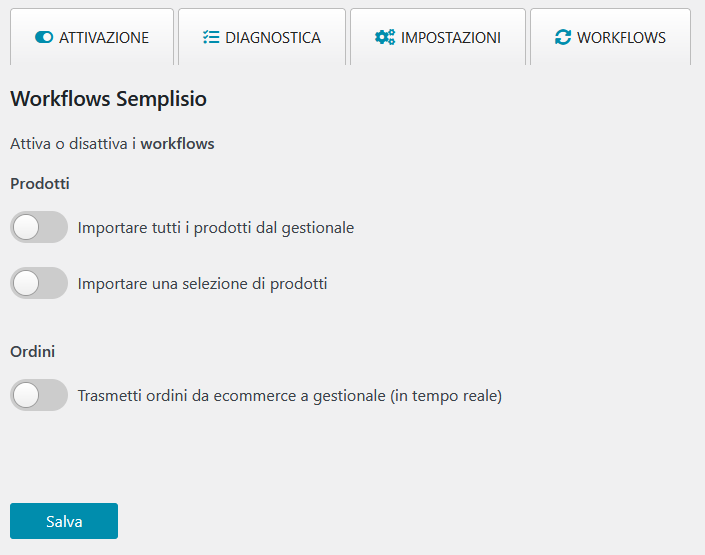 ATTIVAZIONE DIAGNOSTICA IMPOSTAZIONI WORKFLOWS
Workflows Semplisio
Attiva o disattiva i workflows
Prodotti
Importare tutti i prodotti dal gestionale
Importare una selezione di prodotti
Ordini
Trasmetti ordini da ecommerce a gestionale (in tempo reale)
Salva